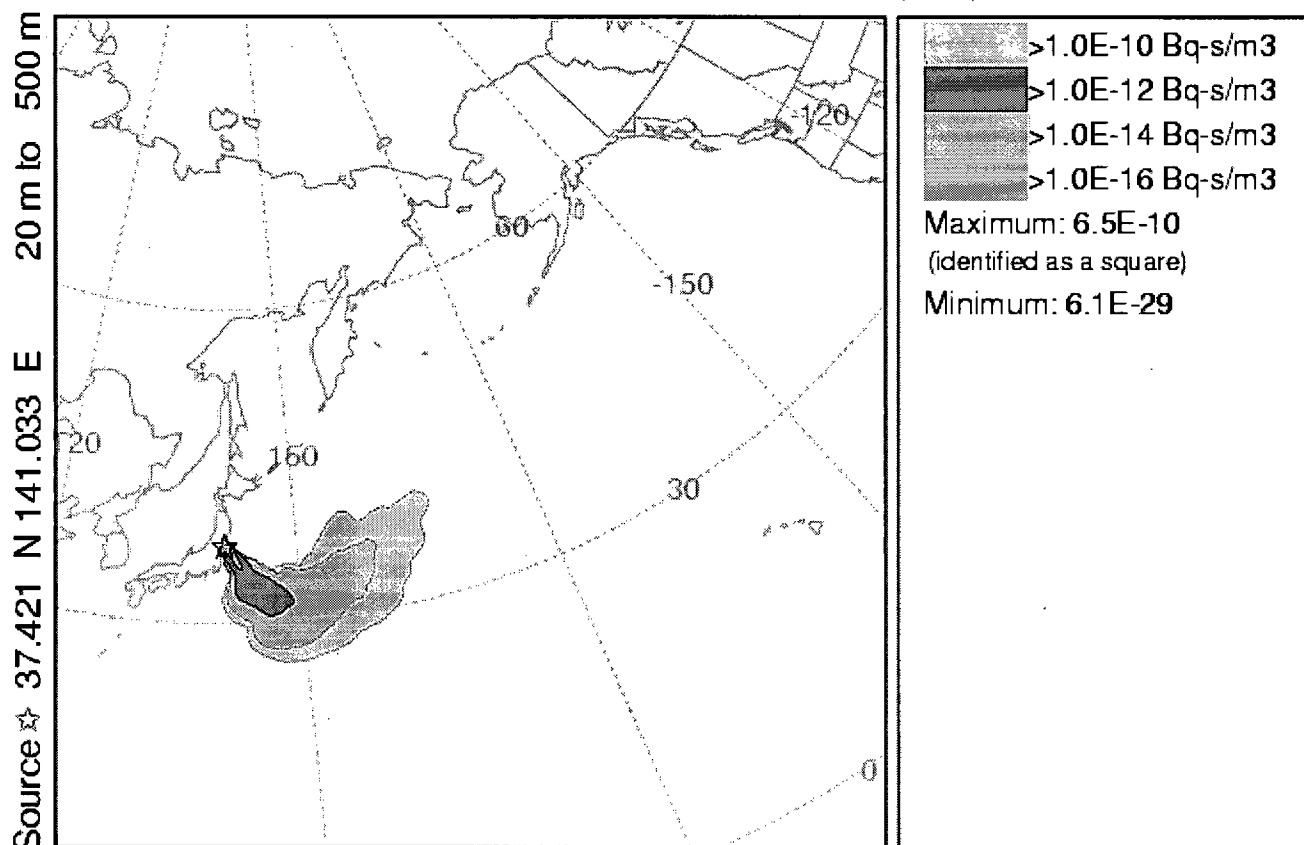 Source ☆ 37.421 N 141.033 E 20 m to 500 m
-120
60
-150
20
160
30
0
>1.0E-10 Bq-s/m3
>1.0E-12 Bq-s/m3
>1.0E-14 Bq-s/m3
>1.0E-16 Bq-s/m3
Maximum: 6.5E-10
(identified as a square)
Minimum: 6.1E-29